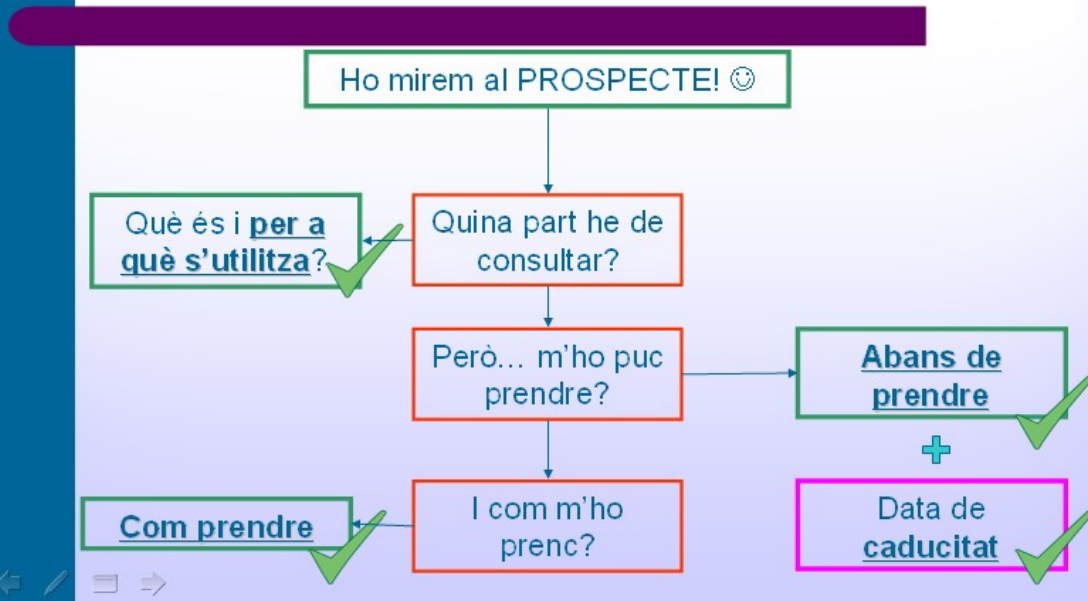 Ho mirem al PROSPECTE! ☺
Què és i per a
què s'utilitza?
Quina part he de
consultar?
Però... m'ho puc
prendre?
Abans de
prendre
Data de
caducitat
I com m'ho
prenc?
Com prendre